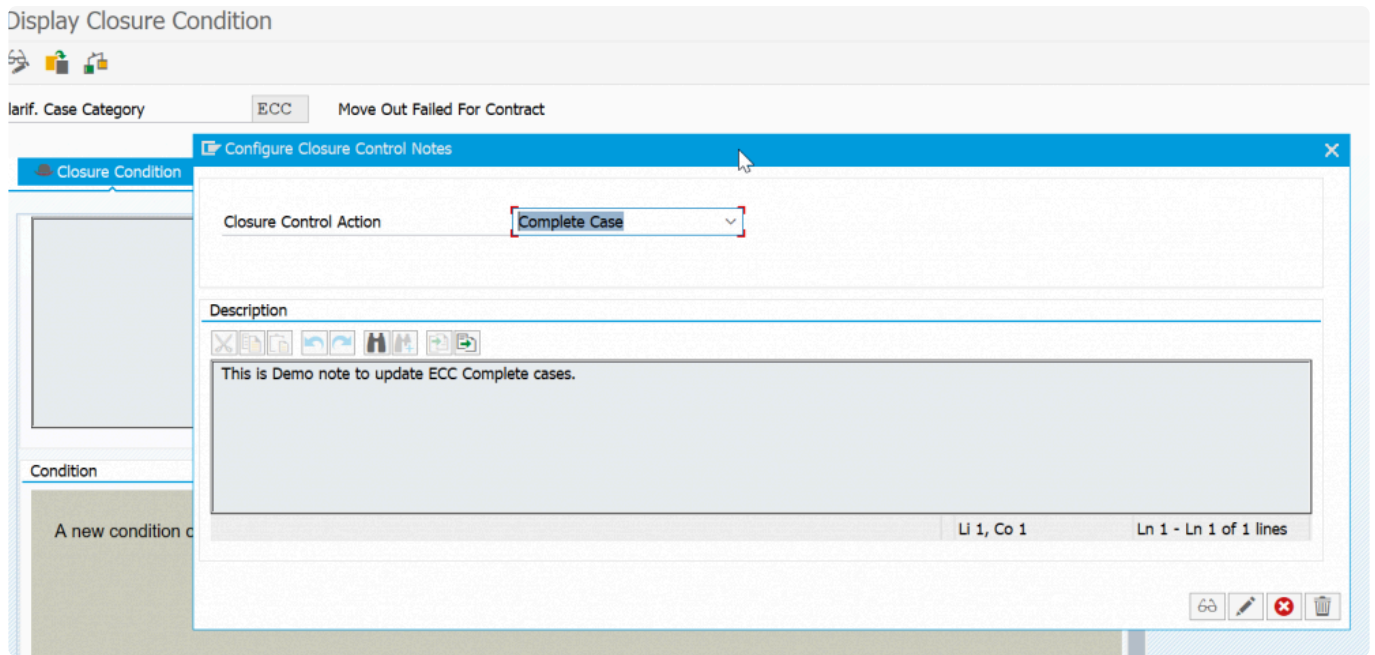 Display Closure Condition
larif. Case Category ECC Move Out Failed For Contract
Configure Closure Control Notes
Closure Condition
Closure Control Action Complete Case
Description
This is Demo note to update ECC Complete cases.
Condition
A new condition
Li 1, Co 1 Ln 1 - Ln 1 of 1 lines